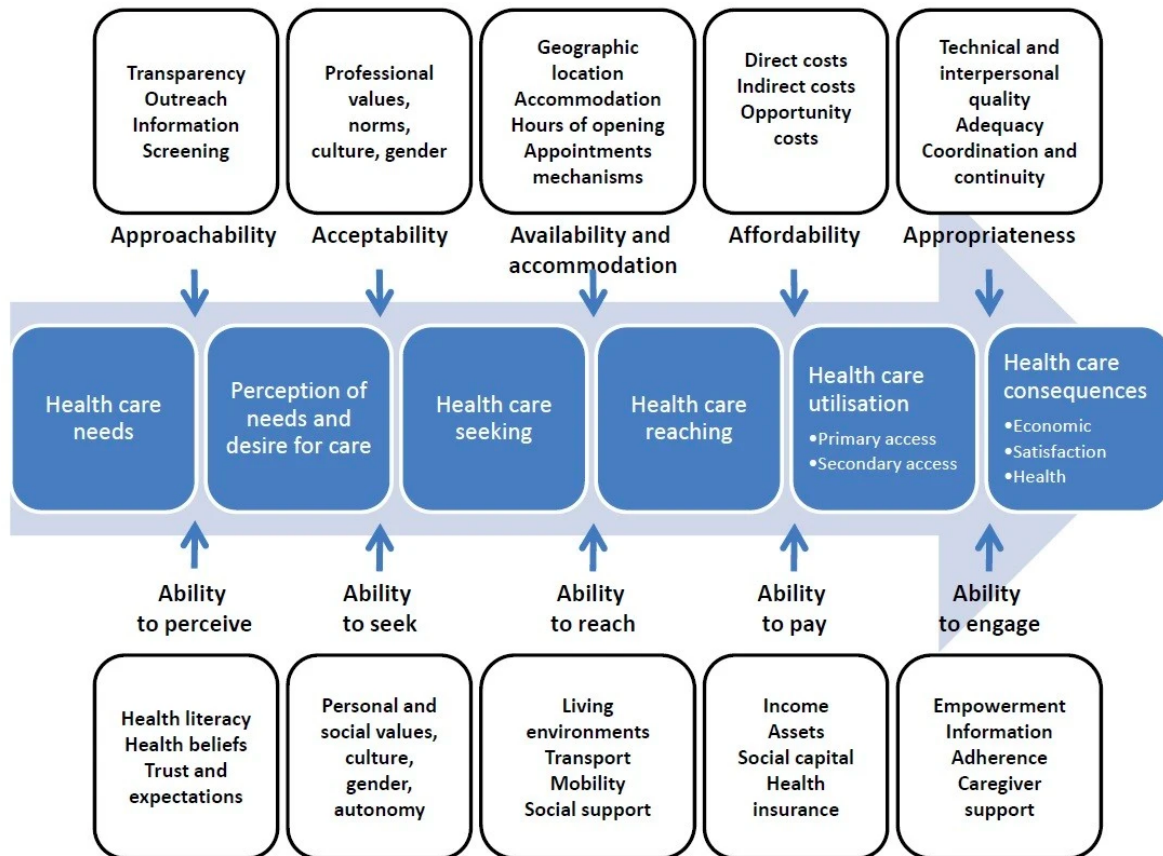 Transparency
Outreach
Information
Screening
Professional
values,
norms,
culture, gender
Geographic
location
Accommodation
Hours of opening
Appointments
mechanisms
Direct costs
Indirect costs
Opportunity
costs
Technical and
interpersonal
quality
Adequacy
Coordination and
continuity
Approachability
Acceptability
Availability and
accommodation
Affordability
Appropriateness
Health care
needs
Perception of
needs and
desire for care
Health care
seeking
Health care
reaching
Health care
utilisation
•Primary access
•Secondary access
Health care
consequences
•Economic
•Satisfaction
•Health
Ability
to perceive
Ability
to seek
Ability
to reach
Ability
to pay
Ability
to engage
Health literacy
Health beliefs
Trust and
expectations
Personal and
social values,
culture,
gender,
autonomy
Living
environments
Transport
Mobility
Social support
Income
Assets
Social capital
Health
insurance
Empowerment
Information
Adherence
Caregiver
support